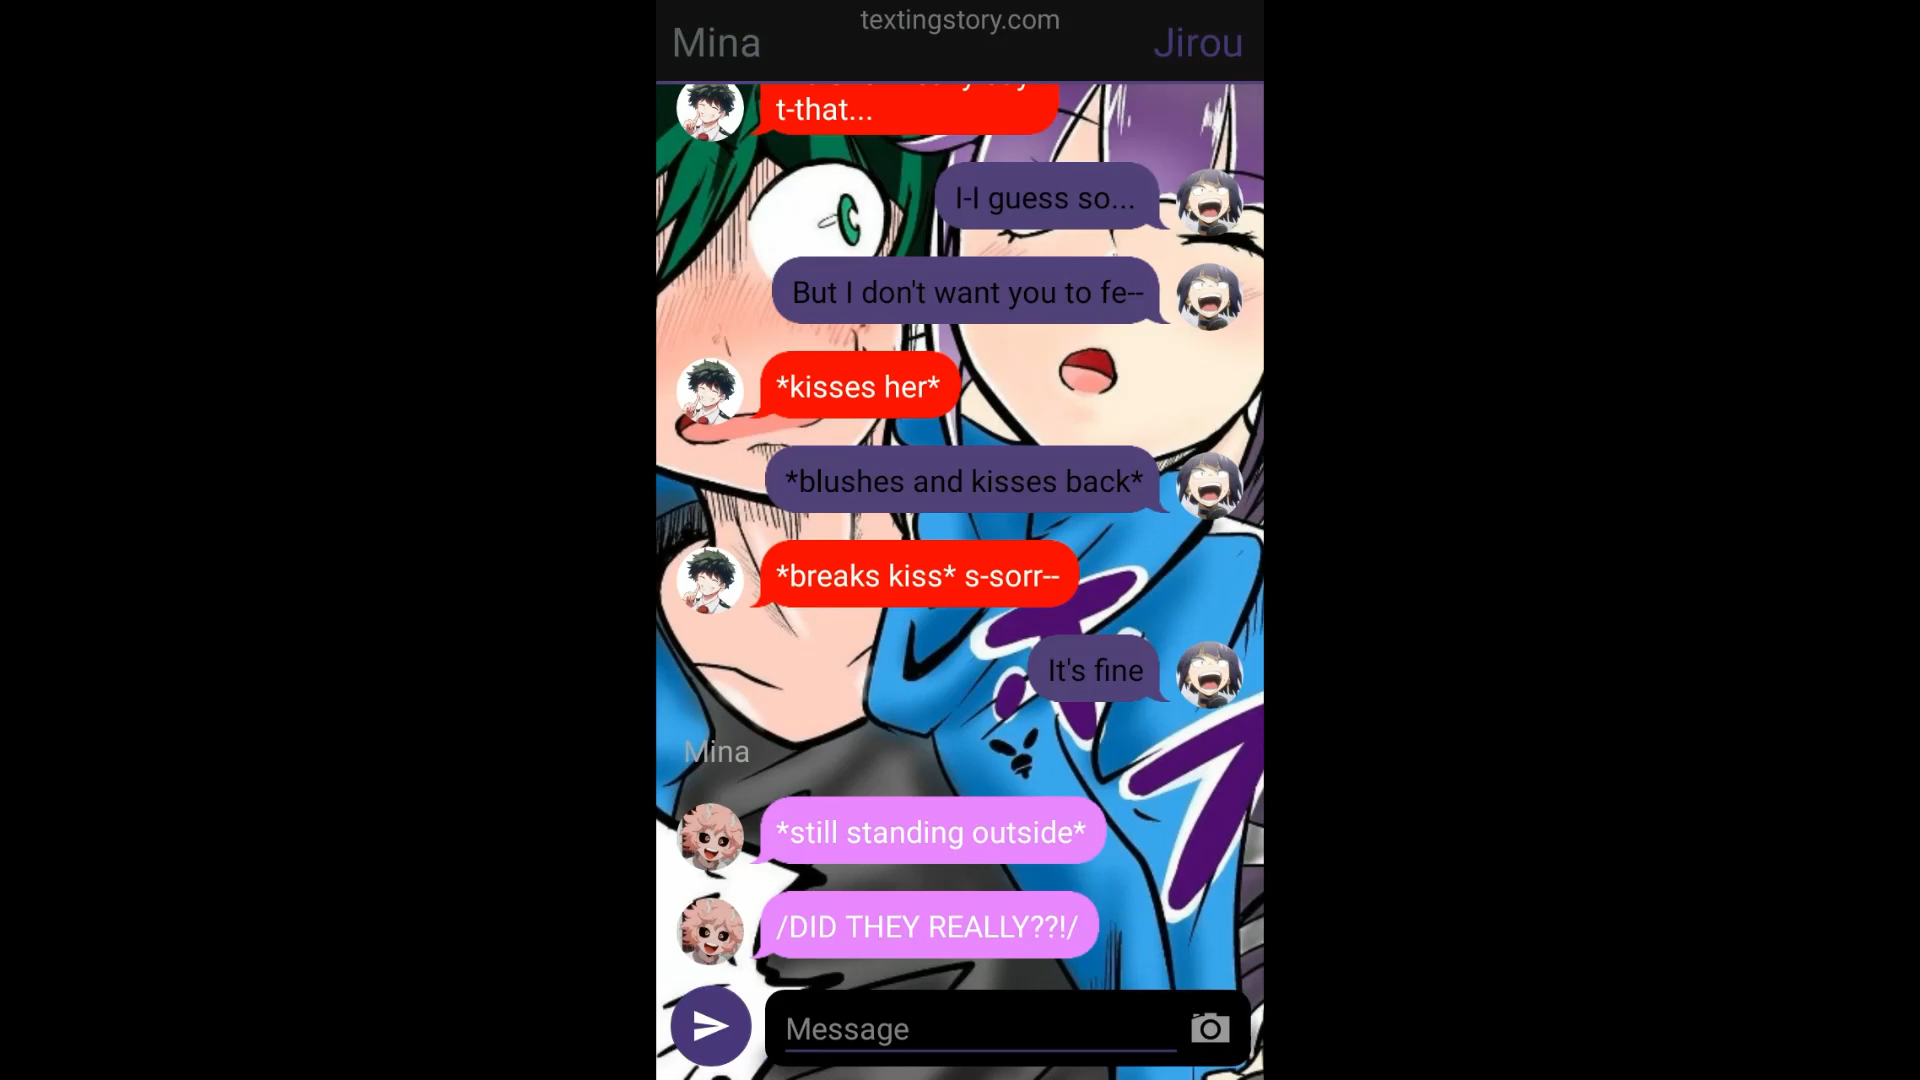 textingstory.com
Mina
Jirou
t-that...
I-I guess so...
But I don't want you to fe--
*kisses her*
*blushes and kisses back*
*breaks kiss* s-sorr--
It's fine
Mina
*still standing outside*
/DID THEY REALLY??!/
Message